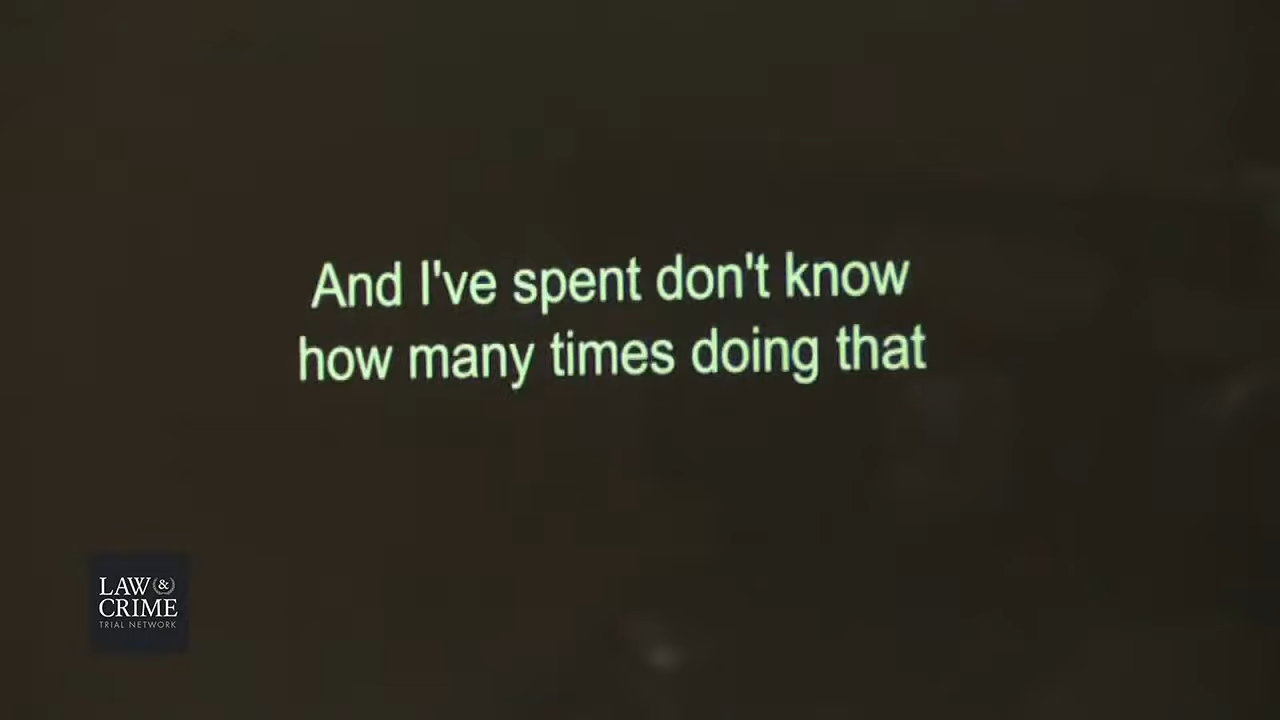 And I've spent don't know
how many times doing that
LAW &
CRIME
TRIAL NETWORK